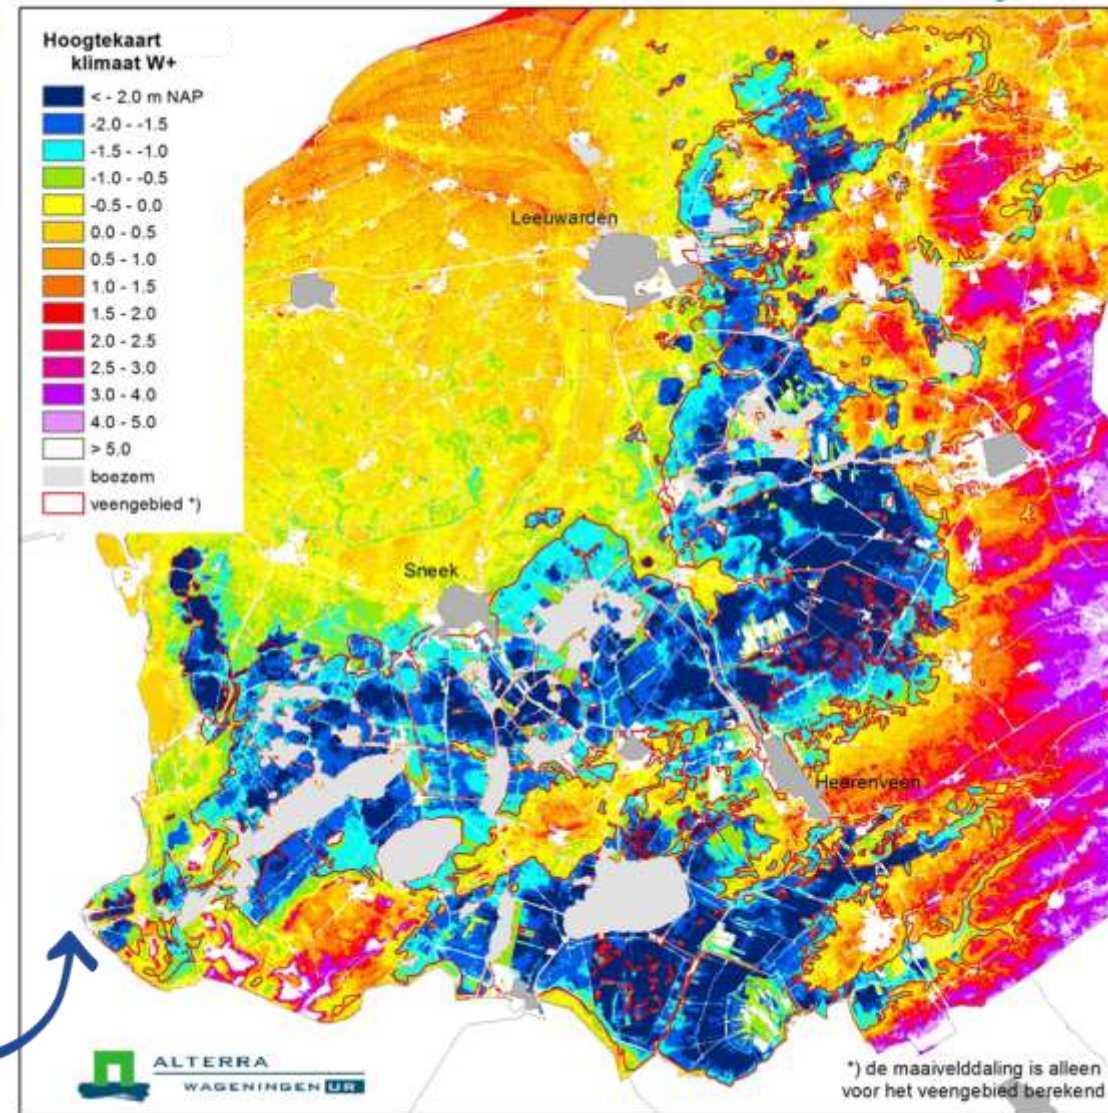 Hoogtekaart
klimaat W+
< - 2.0 m NAP
-2.0 - -1.5
-1.5 - -1.0
-1.0 - -0.5
-0.5 - 0.0
0.0 - 0.5
0.5 - 1.0
1.0 - 1.5
1.5 - 2.0
2.0 - 2.5
2.5 - 3.0
3.0 - 4.0
4.0 - 5.0
> 5.0
boezem
veengebied *)
Leeuwarden
Sneek
Heerenveen
ALTERRA
WAGENINGEN UR
*) de maaivelddaling is alleen
voor het veengebied berekend